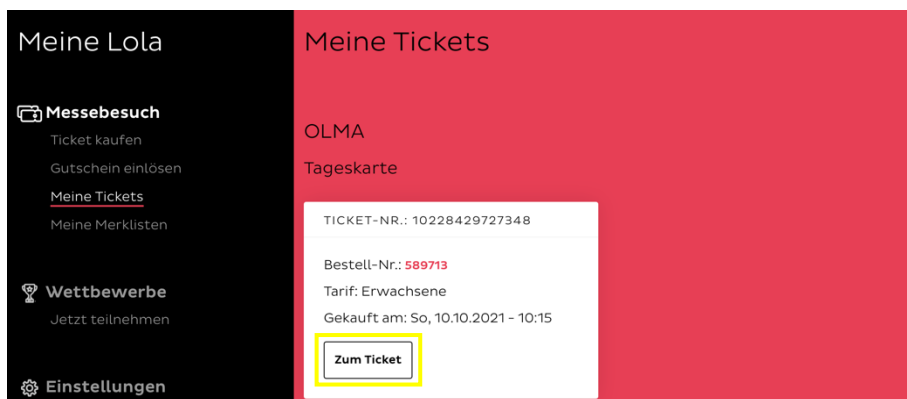 Meine Lola
Messebesuch
Ticket kaufen
Gutschein einlösen
Meine Tickets
Meine Merklisten
Wettbewerbe
Jetzt teilnehmen
Einstellungen
Meine Tickets
OLMA
Tageskarte
TICKET-NR.: 10228429727348
Bestell-Nr.: 589713
Tarif: Erwachsene
Gekauft am: So, 10.10.2021 - 10:15
Zum Ticket